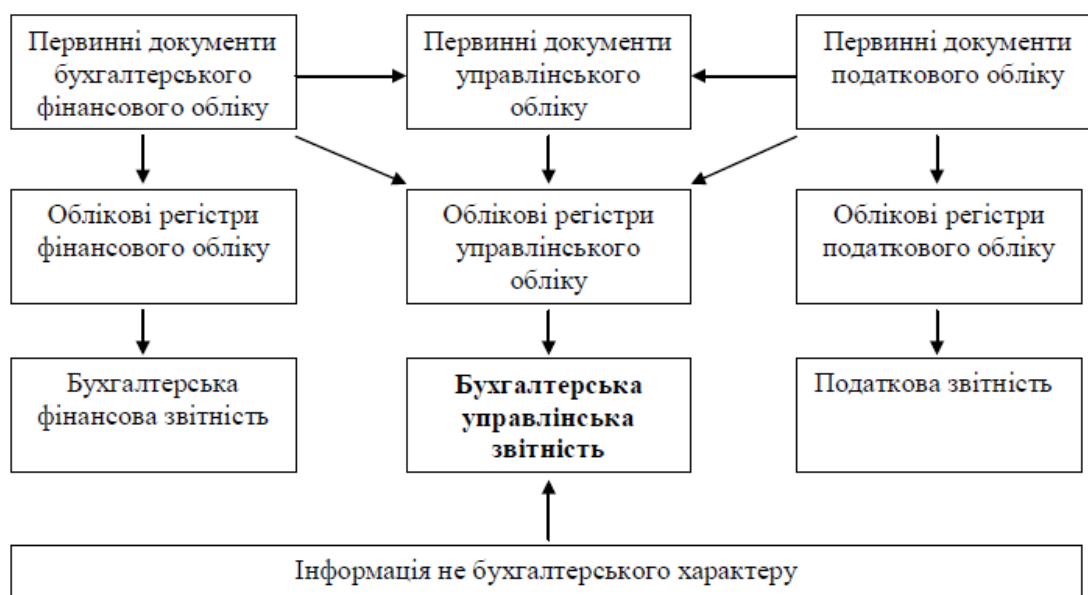 Первинні документи
бухгалтерського
фінансового обліку
Первинні документи
управлінського
обліку
Первинні документи
податкового обліку
Облікові регістри
фінансового обліку
Облікові регістри
управлінського
обліку
Облікові регістри
податкового обліку
Бухгалтерська
фінансова звітність
Бухгалтерська
управлінська
звітність
Податкова звітність
Інформація не бухгалтерського характеру